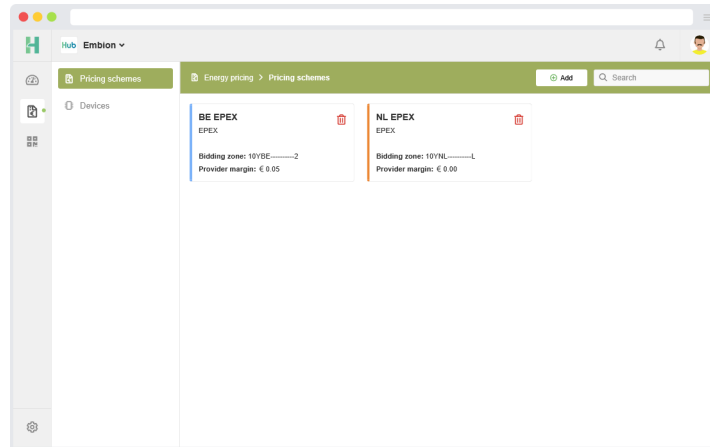 H
Hub Embion
Pricing schemes
Devices
Energy pricing > Pricing schemes
Add
Search
BE EPEX
EPEX
Bidding zone: 10YBE----------2
Provider margin: € 0.05
NL EPEX
EPEX
Bidding zone: 10YNL----------L
Provider margin: € 0.00